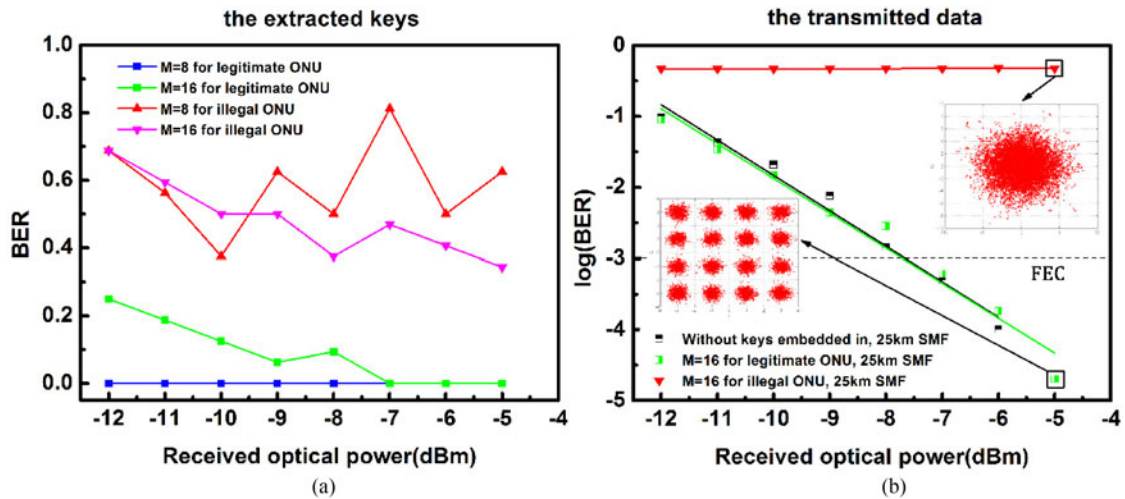 the extracted keys
BER
1.0
0.8
0.6
0.4
0.2
0.0
M=8 for legitimate ONU
M=16 for legitimate ONU
M=8 for illegal ONU
M=16 for illegal ONU
-12 -11 -10 -9 -8 -7 -6 -5 -4
Received optical power(dBm)
(a)
the transmitted data
log(BER)
-0
-1
-2
-3
-4
-5
FEC
Without keys embedded in, 25km SMF
M=16 for legitimate ONU, 25km SMF
M=16 for illegal ONU, 25km SMF
-12 -11 -10 -9 -8 -7 -6 -5 -4
Received optical power(dBm)
(b)